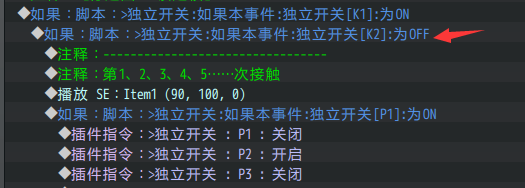 ◆如果：脚本：>独立开关:如果本事件:独立开关[K1]:为ON
◆如果：脚本：>独立开关:如果本事件:独立开关[K2]:为OFF
◆注释：--------------------------------
◆注释：第1、2、3、4、5……次接触
◆播放 SE：Item1 (90, 100, 0)
◆如果：脚本：>独立开关:如果本事件:独立开关[P1]:为ON
◆插件指令：>独立开关 : P1 : 关闭
◆插件指令：>独立开关 : P2 : 开启
◆插件指令：>独立开关 : P3 : 关闭